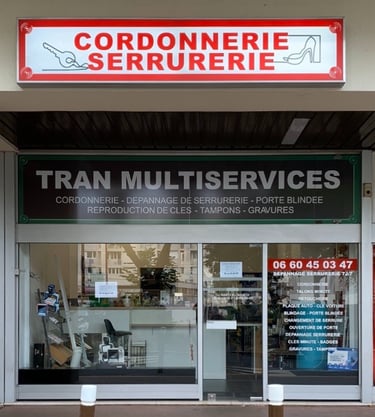 CORDONNERIE
SERRURERIE
TRAN MULTISERVICES
CORDONNERIE - DEPANNAGE DE SERRURERIE - PORTE BLINDEE
REPRODUCTION DE CLES - TAMPONS - GRAVURES
06 60 45 03 47
DEPANNAGE SERRURERIE 7J/7
CORDONNERIE
TALONS MINUTE
RETOUCHERIE
PLAQUE AUTO - CLE VOITURE
BLINDAGE - PORTE BLINDEE
CHANGEMENT DE SERRURE
OUVERTURE DE PORTE
DEPANNAGE SERRURERIE
CLES MINUTE - BADGES
GRAVURES - TAMPONS